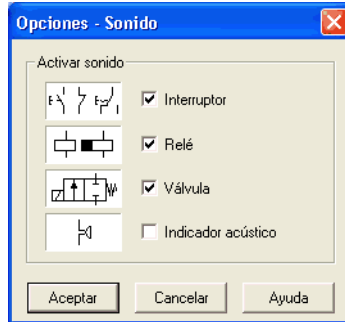 Opciones - Sonido
Activar sonido
Interruptor
Relé
Válvula
Indicador acústico
Aceptar
Cancelar
Ayuda